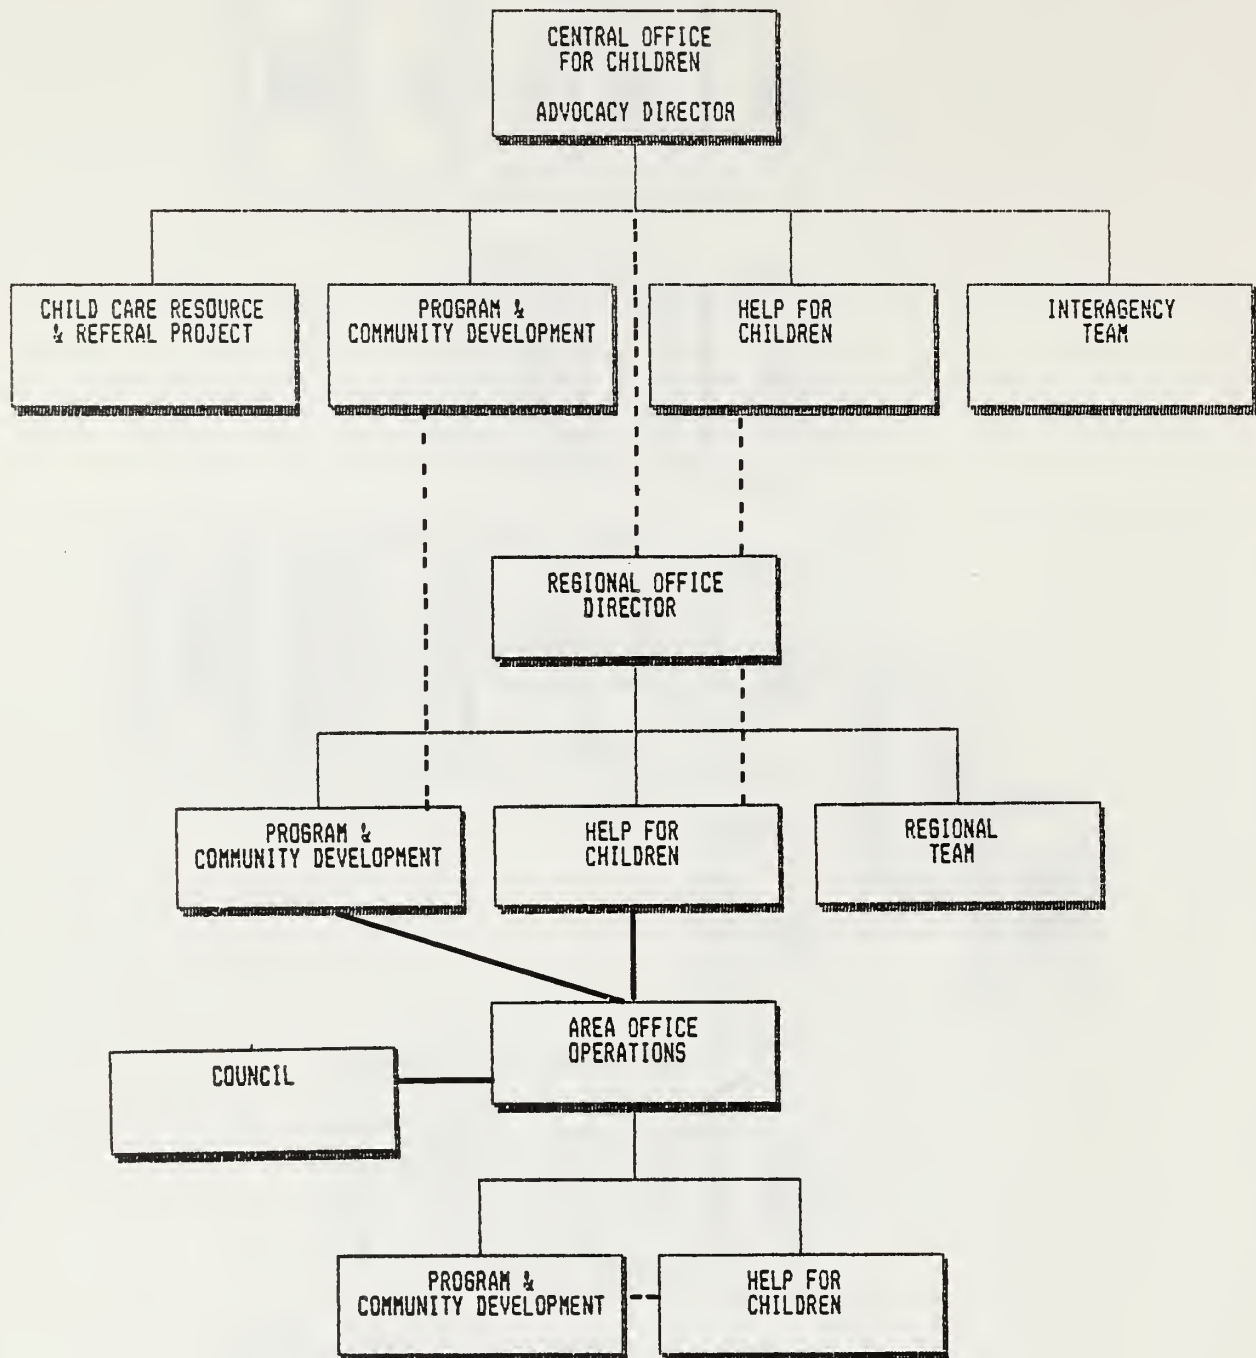 CENTRAL OFFICE
FOR CHILDREN
ADVOCACY DIRECTOR
CHILD CARE RESOURCE
& REFERAL PROJECT
PROGRAM &
COMMUNITY DEVELOPMENT
HELP FOR
CHILDREN
INTERAGENCY
TEAM
REGIONAL OFFICE
DIRECTOR
PROGRAM &
COMMUNITY DEVELOPMENT
HELP FOR
CHILDREN
REGIONAL
TEAM
AREA OFFICE
OPERATIONS
COUNCIL
PROGRAM &
COMMUNITY DEVELOPMENT
HELP FOR
CHILDREN